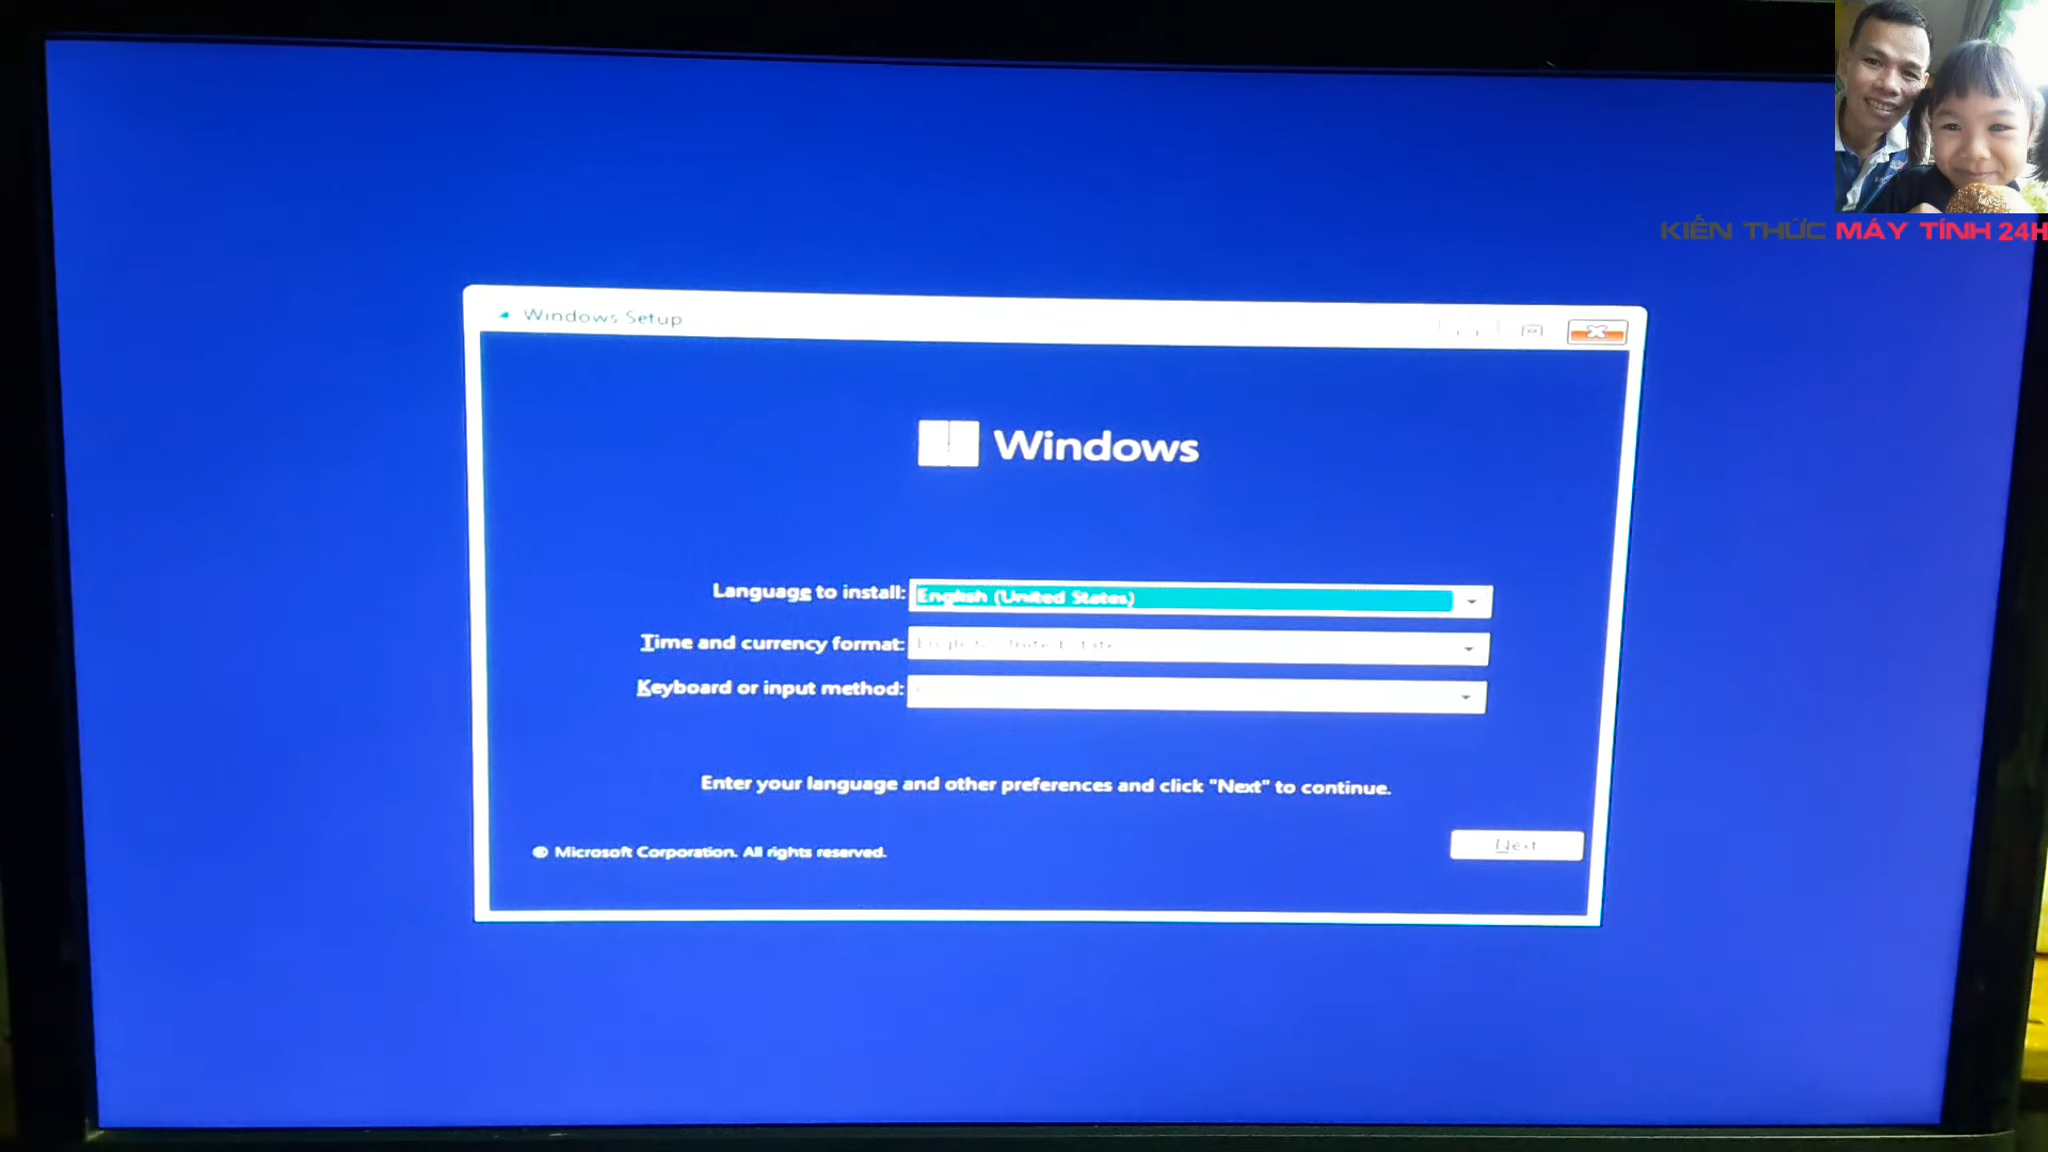 KIẾN THỨC MÁY TÍNH 24H
Windows Setup
Windows
Language to install: English (United States)
Time and currency format:
Keyboard or input method:
Enter your language and other preferences and click "Next" to continue.
© Microsoft Corporation. All rights reserved.
Next